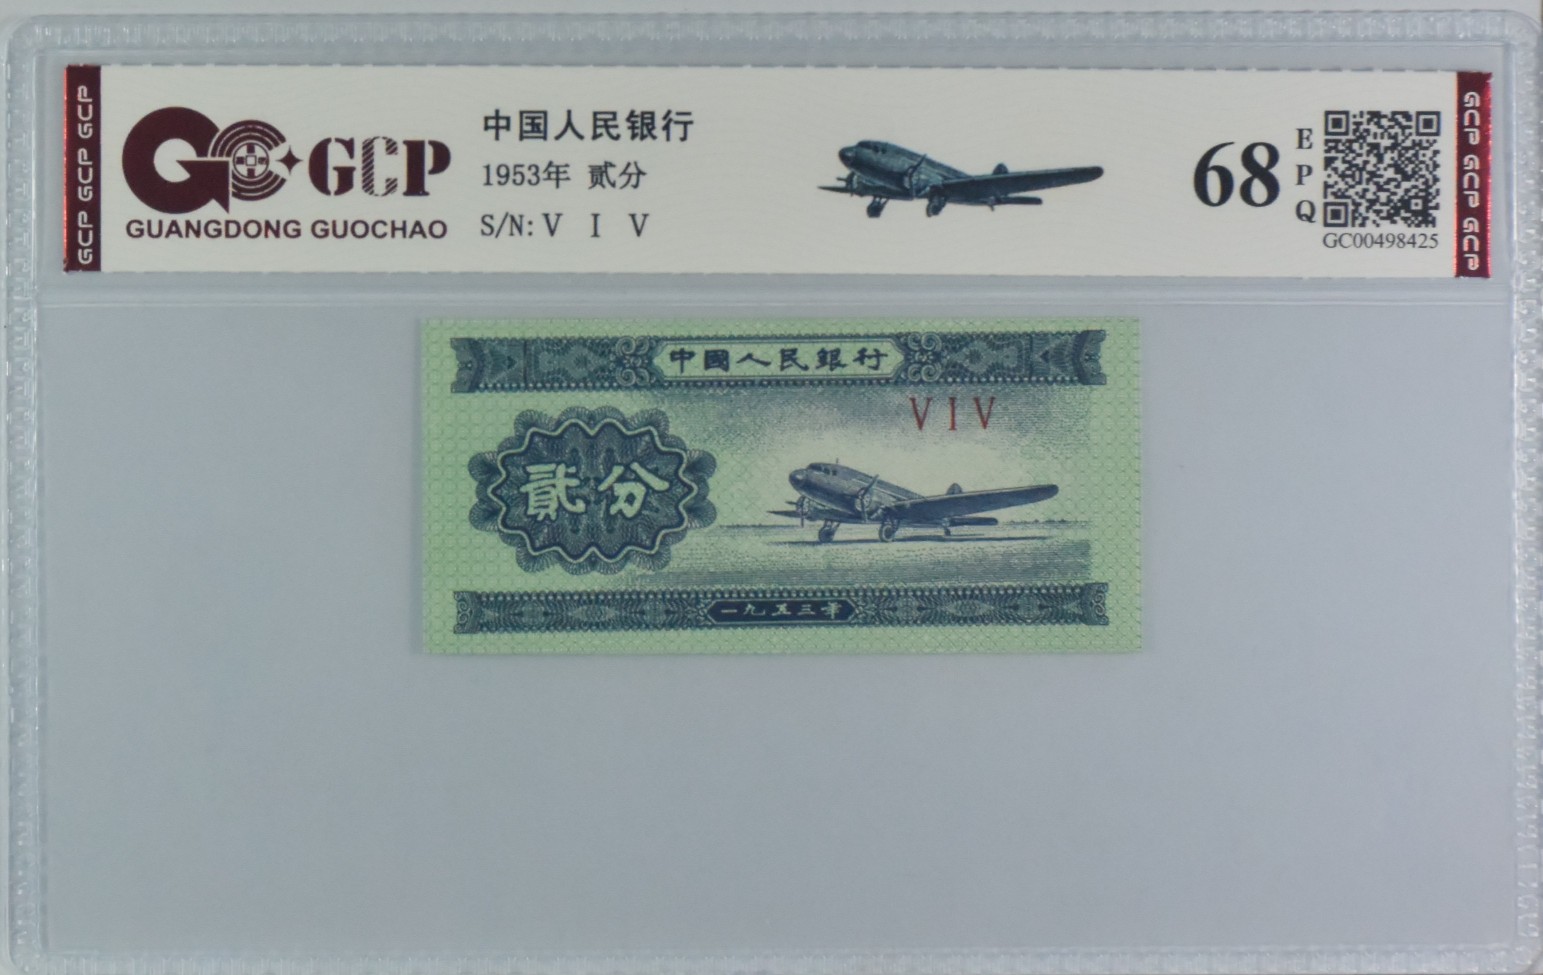 GCP GCP GCP
GCP
GUANGDONG GUOCHAO
中国人民银行
1953年 贰分
S/N: V I V
68
E
P
Q
GC00498425
GCP GCP GCP
中國人民銀行
V I V
貳分
一九五三年